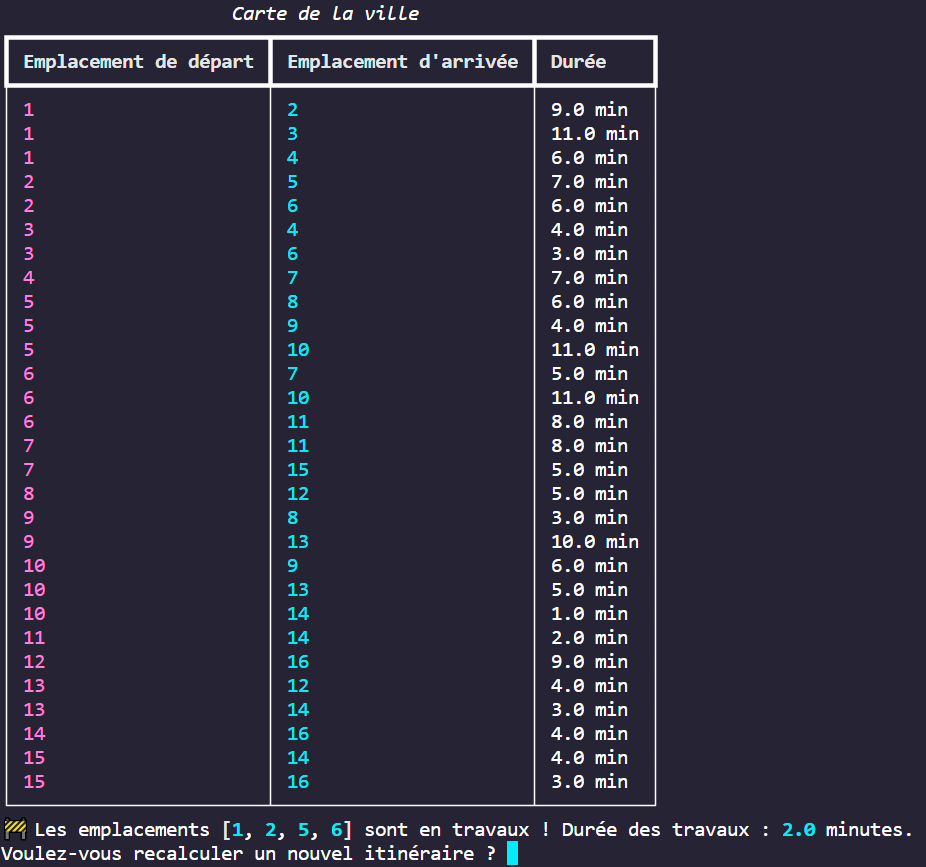 Carte de la ville
Emplacement de départ Emplacement d'arrivée Durée
1 2 9.0 min
1 3 11.0 min
1 4 6.0 min
2 5 7.0 min
2 6 6.0 min
3 4 4.0 min
3 6 3.0 min
4 7 7.0 min
5 8 6.0 min
5 9 4.0 min
5 10 11.0 min
6 7 5.0 min
6 10 11.0 min
6 11 8.0 min
7 11 8.0 min
7 15 5.0 min
8 12 5.0 min
9 8 3.0 min
9 13 10.0 min
10 9 6.0 min
10 13 5.0 min
10 14 1.0 min
11 14 2.0 min
12 16 9.0 min
13 12 4.0 min
13 14 3.0 min
14 16 4.0 min
15 14 4.0 min
15 16 3.0 min
🚧 Les emplacements [1, 2, 5, 6] sont en travaux ! Durée des travaux : 2.0 minutes.
Voulez-vous recalculer un nouvel itinéraire ?